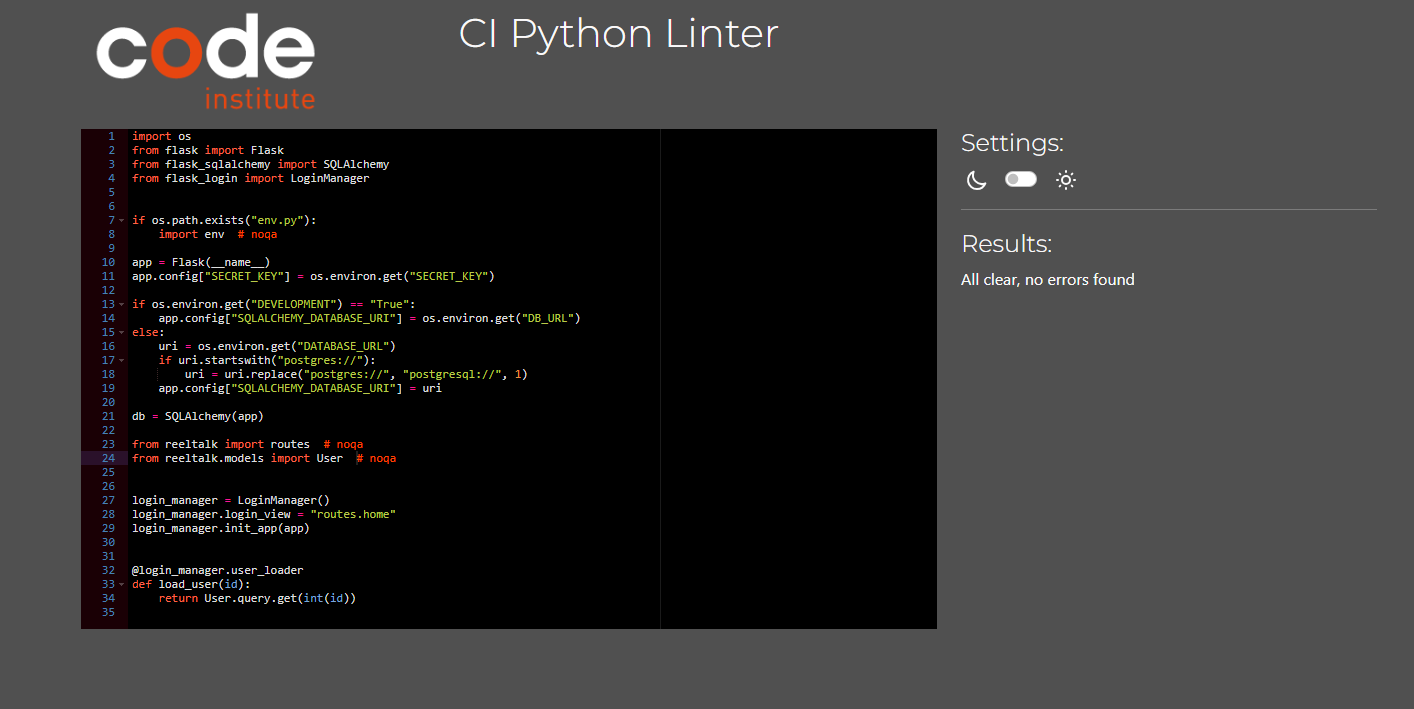 code
institute
CI Python Linter
1 import os
2 from flask import Flask
3 from flask_sqlalchemy import SQLAlchemy
4 from flask_login import LoginManager
5
6
7 if os.path.exists("env.py"):
8     import env  # noqa
9
10 app = Flask(__name__)
11 app.config["SECRET_KEY"] = os.environ.get("SECRET_KEY")
12
13 if os.environ.get("DEVELOPMENT") == "True":
14     app.config["SQLALCHEMY_DATABASE_URI"] = os.environ.get("DB_URL")
15 else:
16     uri = os.environ.get("DATABASE_URL")
17     if uri.startswith("postgres://"):
18         uri = uri.replace("postgres://", "postgresql://", 1)
19     app.config["SQLALCHEMY_DATABASE_URI"] = uri
20
21 db = SQLAlchemy(app)
22
23 from reeltalk import routes  # noqa
24 from reeltalk.models import User  # noqa
25
26
27 login_manager = LoginManager()
28 login_manager.login_view = "routes.home"
29 login_manager.init_app(app)
30
31
32 @login_manager.user_loader
33 def load_user(id):
34     return User.query.get(int(id))
35
Settings:
Results:
All clear, no errors found